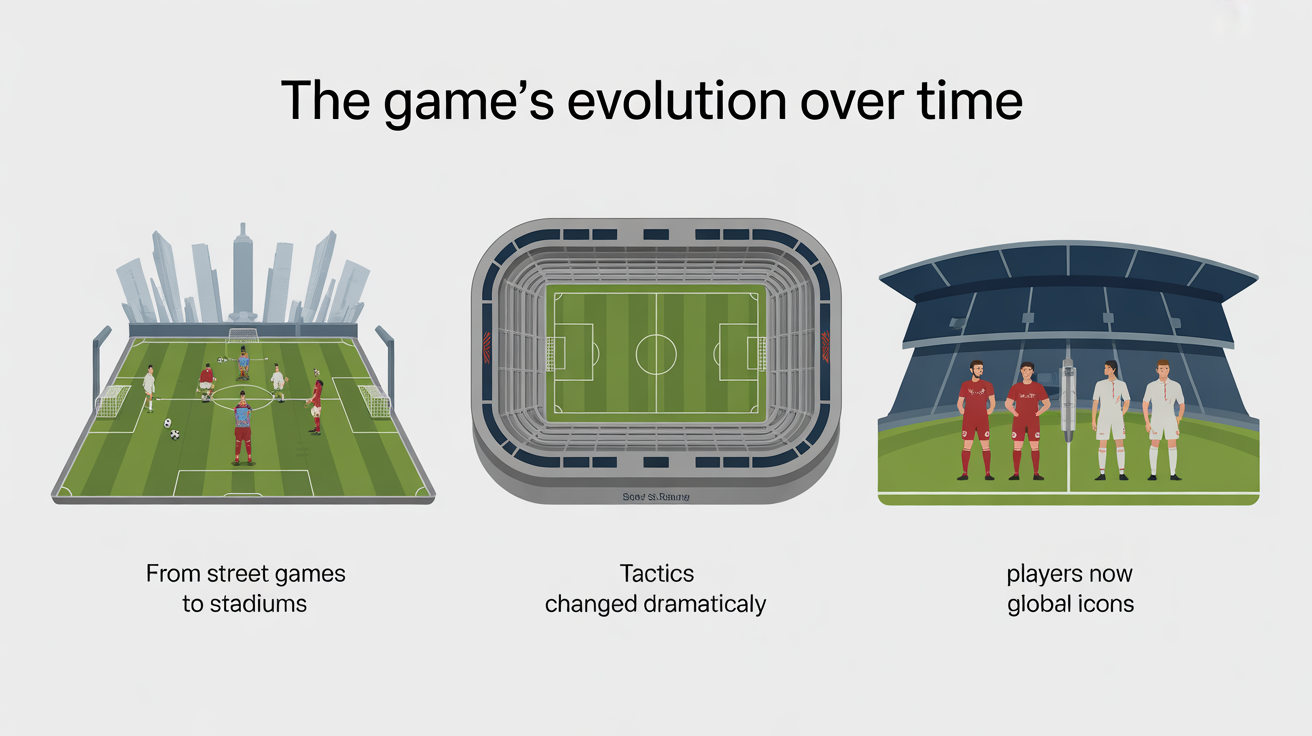 The game’s evolution over time
From street games
to stadiums
Tactics
changed dramaticaly
players now
global icons